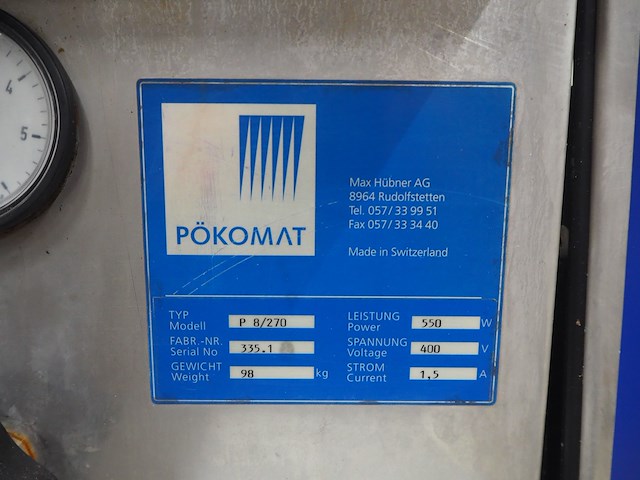 4
5
PÖKOMAT
Max Hübner AG
8964 Rudolfstetten
Tel. 057/33 99 51
Fax 057/33 34 40
Made in Switzerland
TYP
Modell P 8/270
FABR.-NR.
Serial No 335.1
GEWICHT
Weight 98 kg
LEISTUNG
Power 550 W
SPANNUNG
Voltage 400 V
STROM
Current 1,5 A